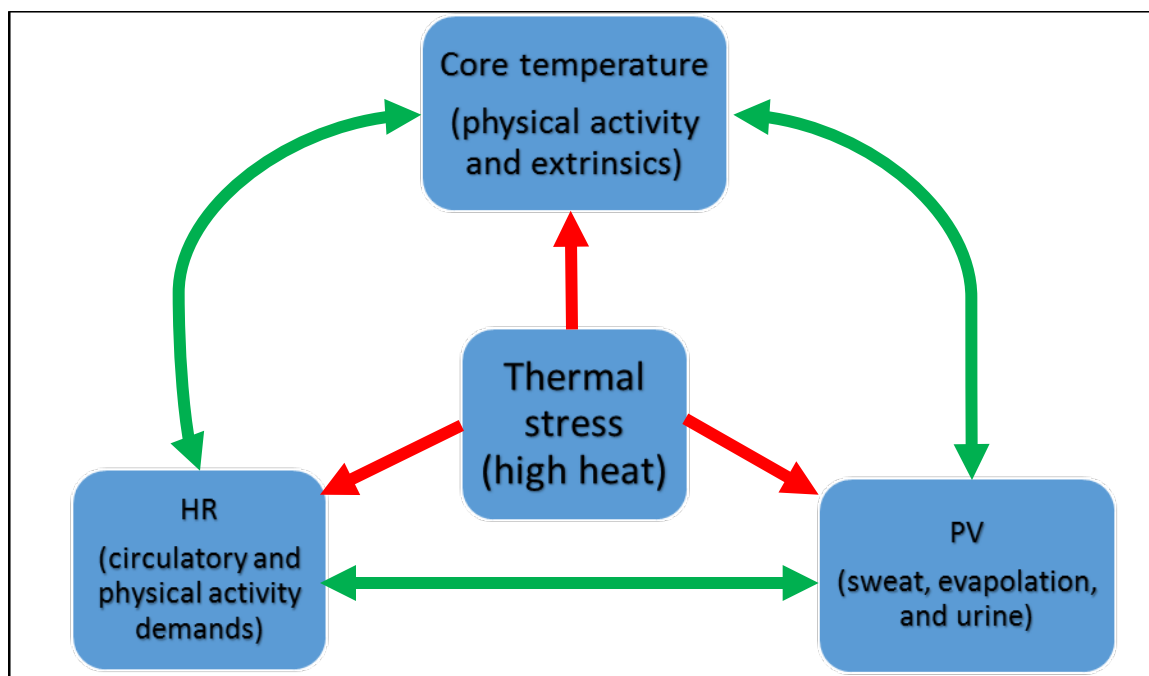 Core temperature
(physical activity
and extrinsics)
Thermal
stress
(high heat)
HR
(circulatory and
physical activity
demands)
PV
(sweat, evapolation,
and urine)